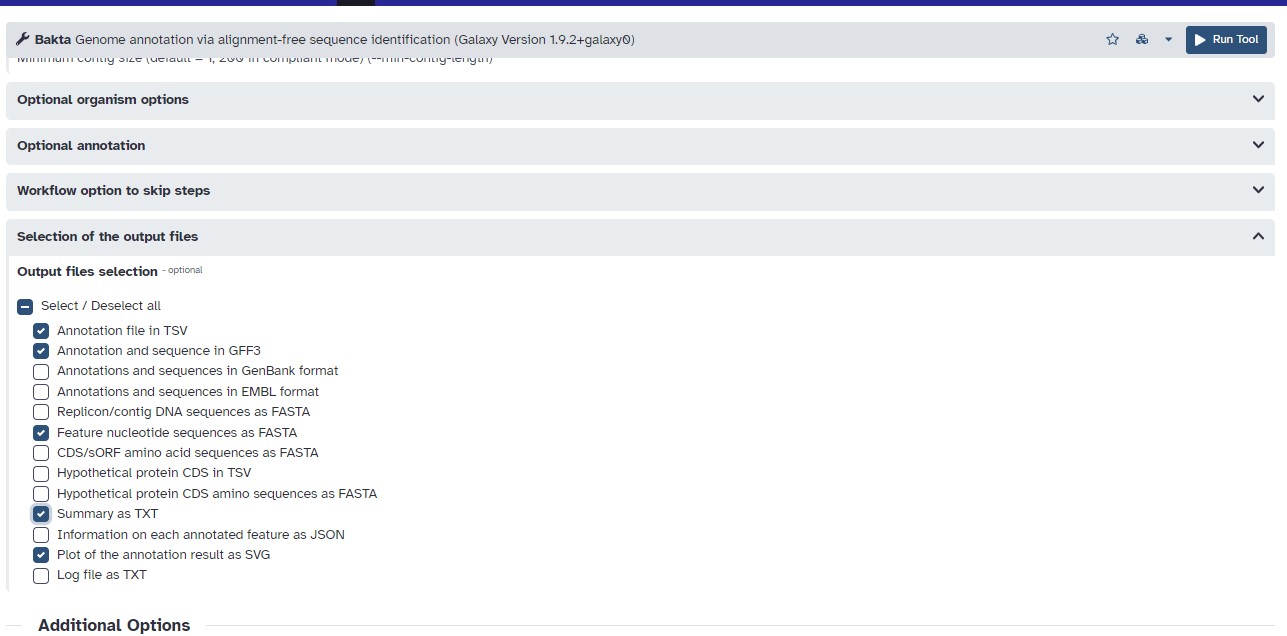 Bakta Genome annotation via alignment-free sequence identification (Galaxy Version 1.9.2+galaxy0)
Run Tool
Minimum contig size (default = 1, 200 in compliant mode) (--min-contig-length)
Optional organism options
Optional annotation
Workflow option to skip steps
Selection of the output files
Output files selection - optional
Select / Deselect all
Annotation file in TSV
Annotation and sequence in GFF3
Annotations and sequences in GenBank format
Annotations and sequences in EMBL format
Replicon/contig DNA sequences as FASTA
Feature nucleotide sequences as FASTA
CDS/sORF amino acid sequences as FASTA
Hypothetical protein CDS in TSV
Hypothetical protein CDS amino sequences as FASTA
Summary as TXT
Information on each annotated feature as JSON
Plot of the annotation result as SVG
Log file as TXT
Additional Options